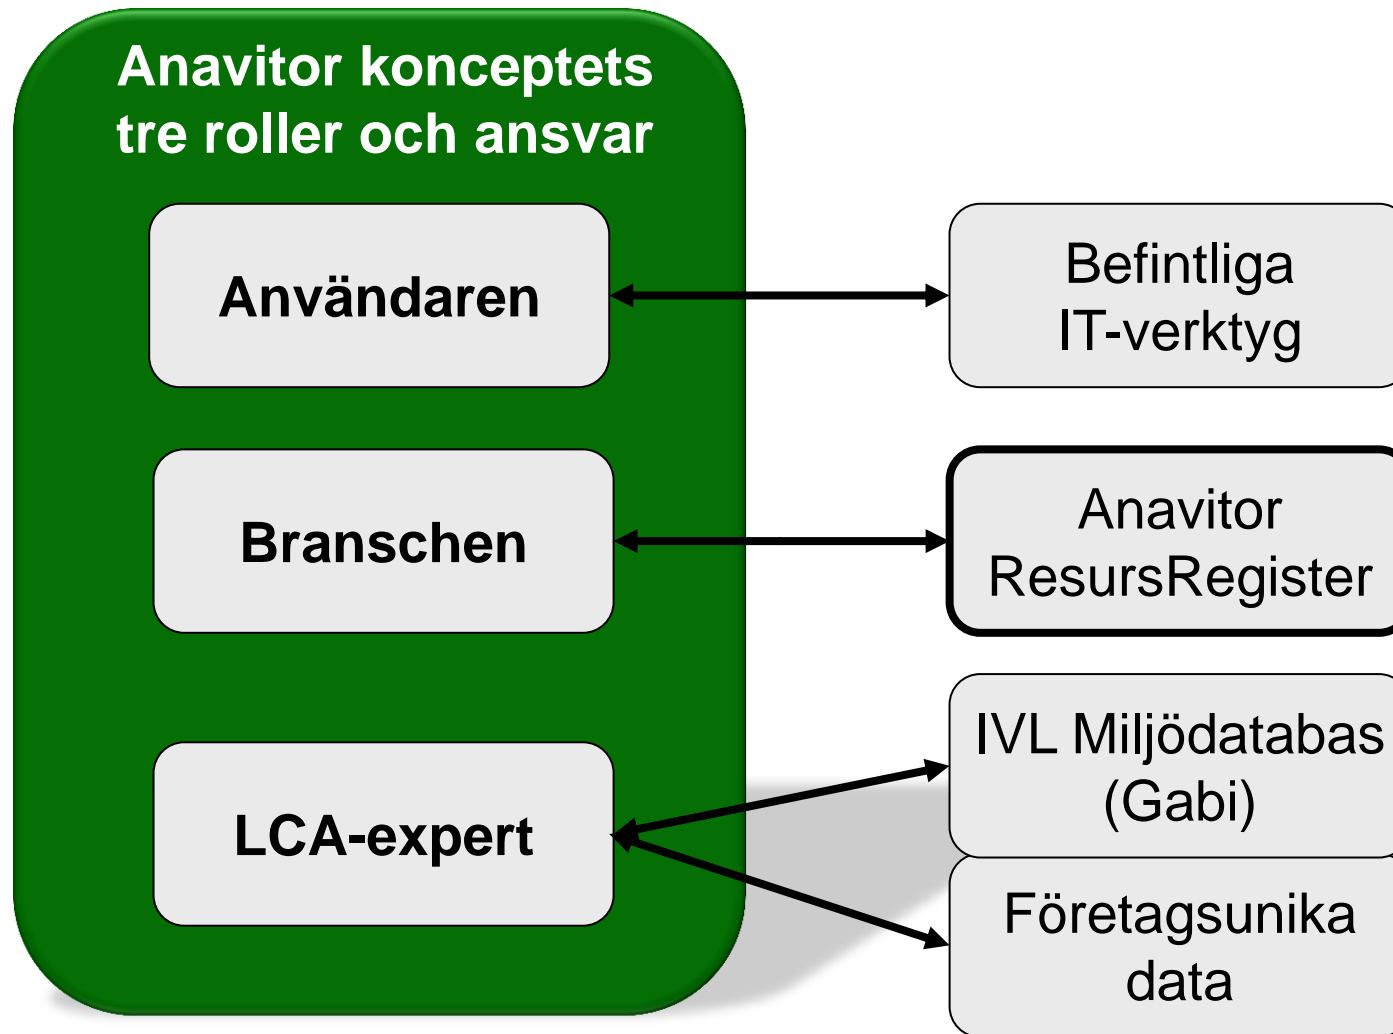 Anavitor konceptets
tre roller och ansvar
Användaren
Befintliga
IT-verktyg
Branschen
Anavitor
ResursRegister
LCA-expert
IVL Miljödatabas
(Gabi)
Företagsunika
data